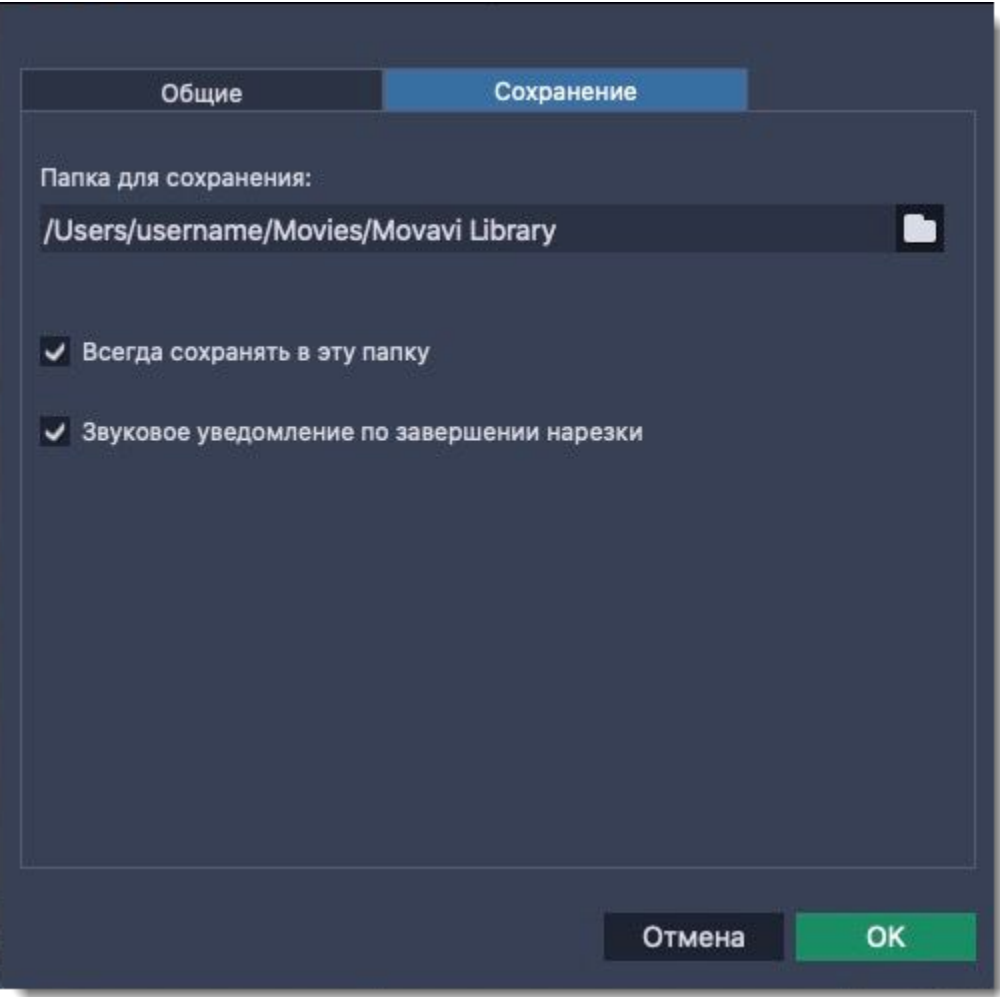 Общие
Сохранение
Папка для сохранения:
/Users/username/Movies/Movavi Library
Всегда сохранять в эту папку
Звуковое уведомление по завершении нарезки
Отмена
OK